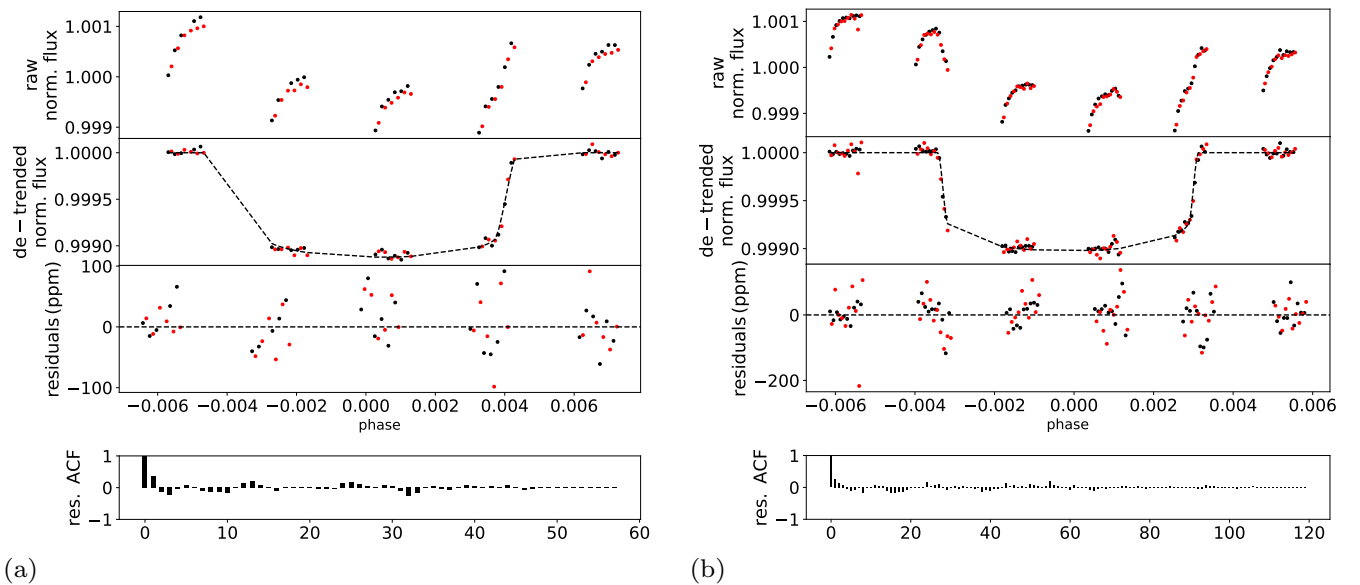 raw
norm. flux
1.001
1.000
0.999
de − trended
norm. flux
1.0000
0.9995
0.9990
residuals (ppm)
100
0
−100
−0.006 −0.004 −0.002 0.000 0.002 0.004 0.006
phase
res. ACF
1
0
−1
0 10 20 30 40 50 60
(a)
raw
norm. flux
1.001
1.000
0.999
de − trended
norm. flux
1.0000
0.9995
0.9990
residuals (ppm)
0
−200
−0.006 −0.004 −0.002 0.000 0.002 0.004 0.006
phase
res. ACF
1
0
−1
0 20 40 60 80 100 120
(b)